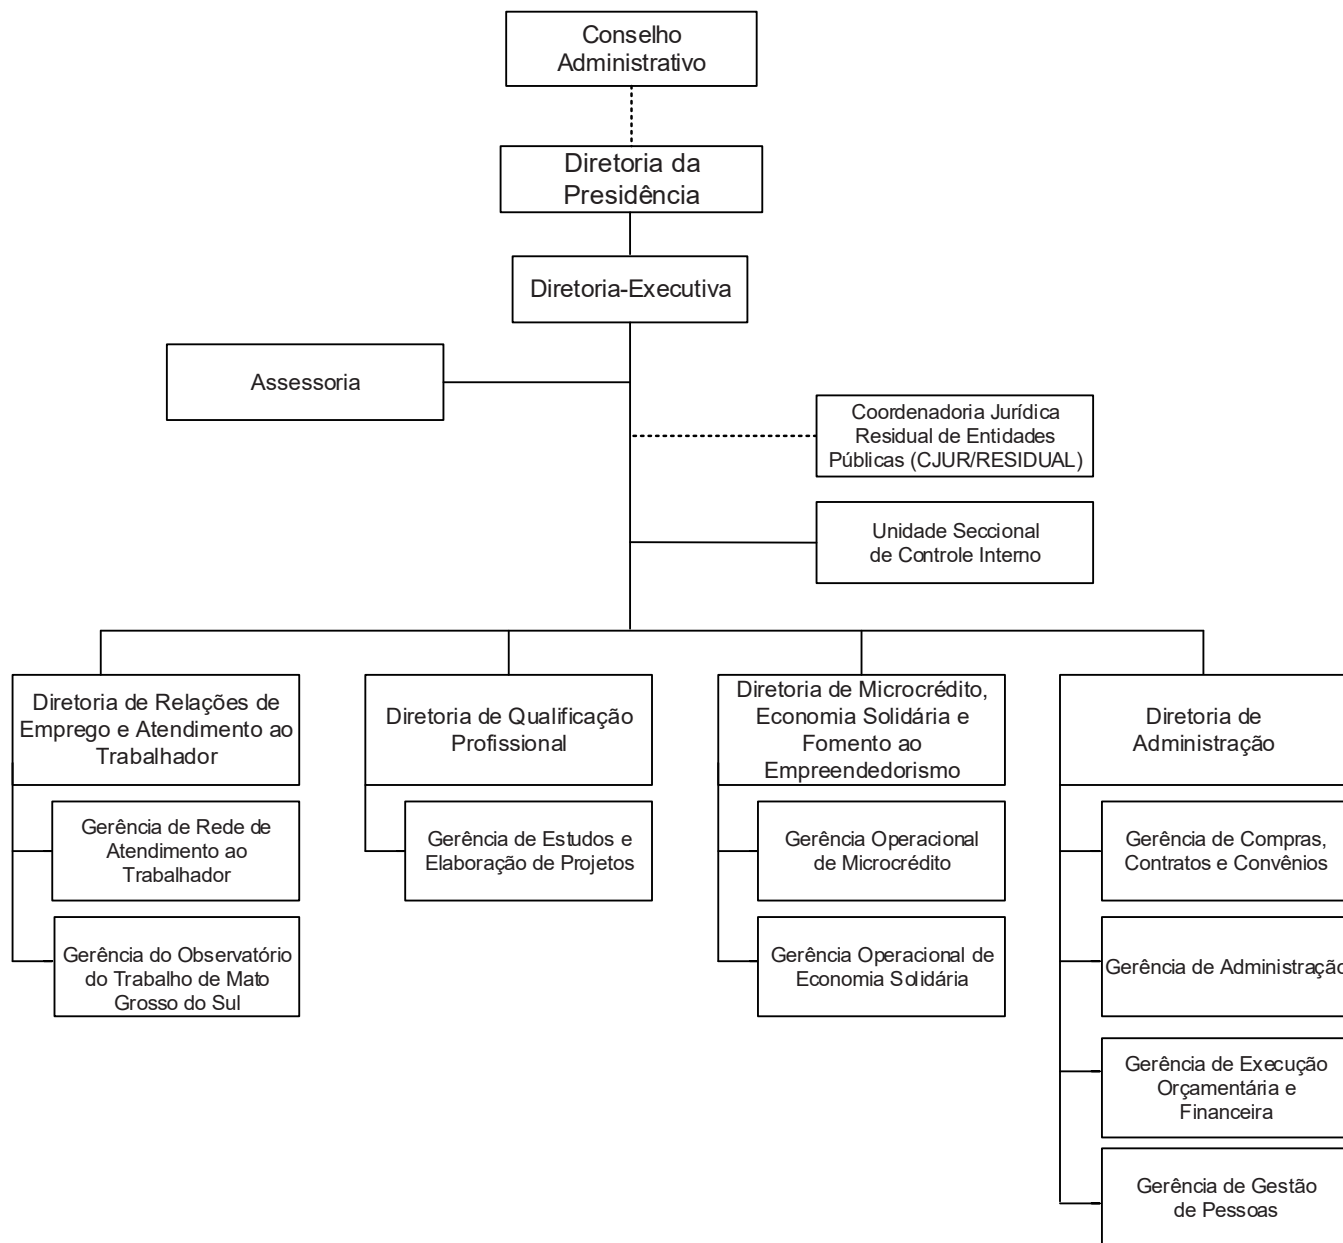 Conselho
Administrativo
Diretoria da
Presidência
Diretoria-Executiva
Assessoria
Coordenadoria Jurídica
Residual de Entidades
Públicas (CJUR/RESIDUAL)
Unidade Seccional
de Controle Interno
Diretoria de Relações de
Emprego e Atendimento ao
Trabalhador
Diretoria de Qualificação
Profissional
Diretoria de Microcrédito,
Economia Solidária e
Fomento ao
Empreendedorismo
Diretoria de
Administração
Gerência de Rede de
Atendimento ao
Trabalhador
Gerência de Estudos e
Elaboração de Projetos
Gerência Operacional
de Microcrédito
Gerência de Compras,
Contratos e Convênios
Gerência do Observatório
do Trabalho de Mato
Grosso do Sul
Gerência Operacional de
Economia Solidária
Gerência de Administração
Gerência de Execução
Orçamentária e
Financeira
Gerência de Gestão
de Pessoas